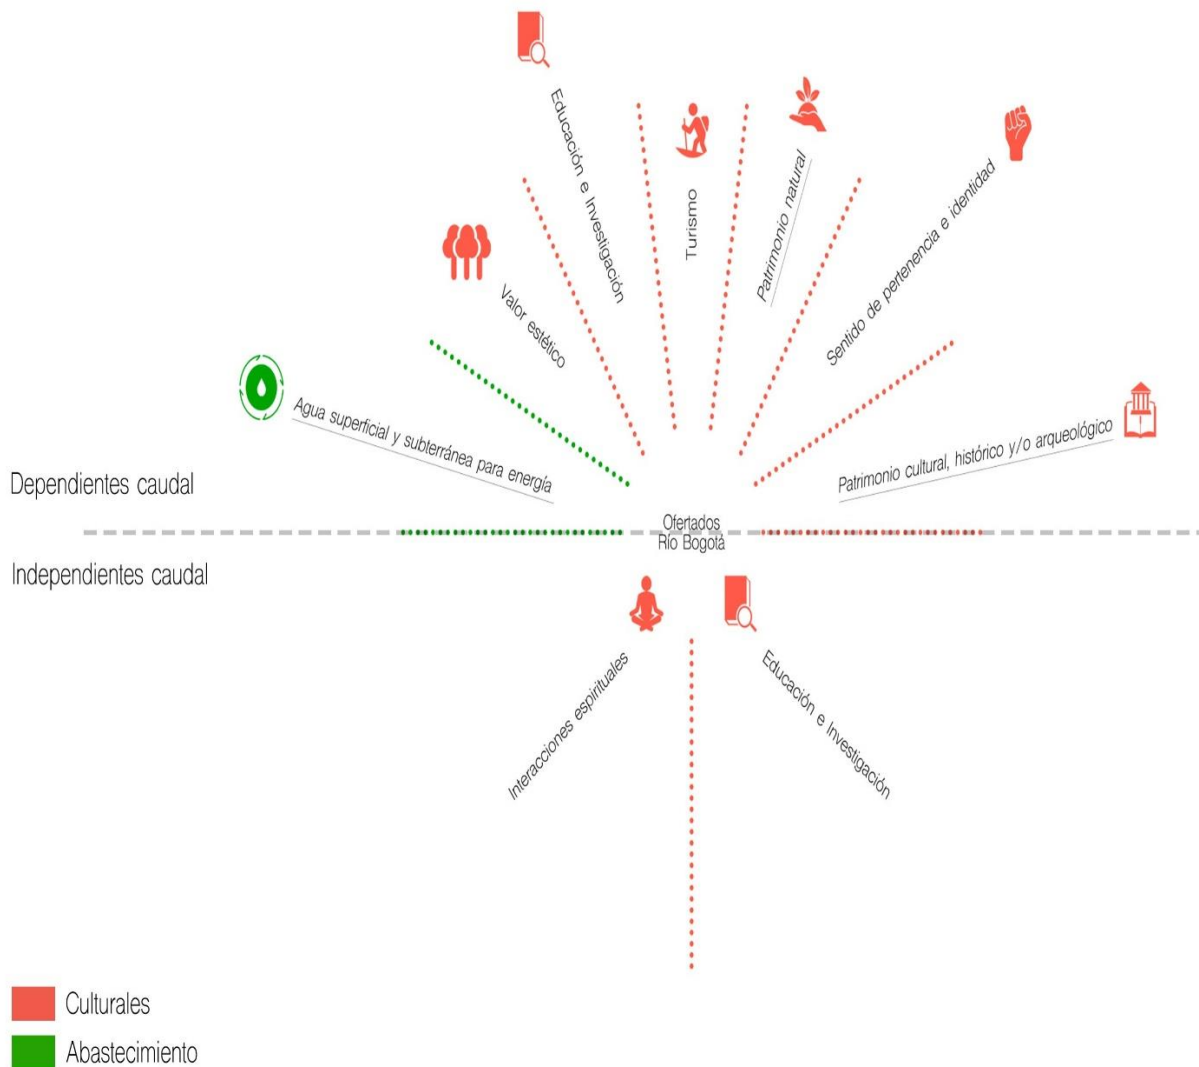 Educación e Investigación
Turismo
Patrimonio natural
Sentido de pertenencia e identidad
Valor estético
Agua superficial y subterránea para energía
Patrimonio cultural, histórico y/o arqueológico
Dependientes caudal
Ofertados
Río Bogotá
Independientes caudal
Interacciones espirituales
Educación e Investigación
Culturales
Abastecimiento